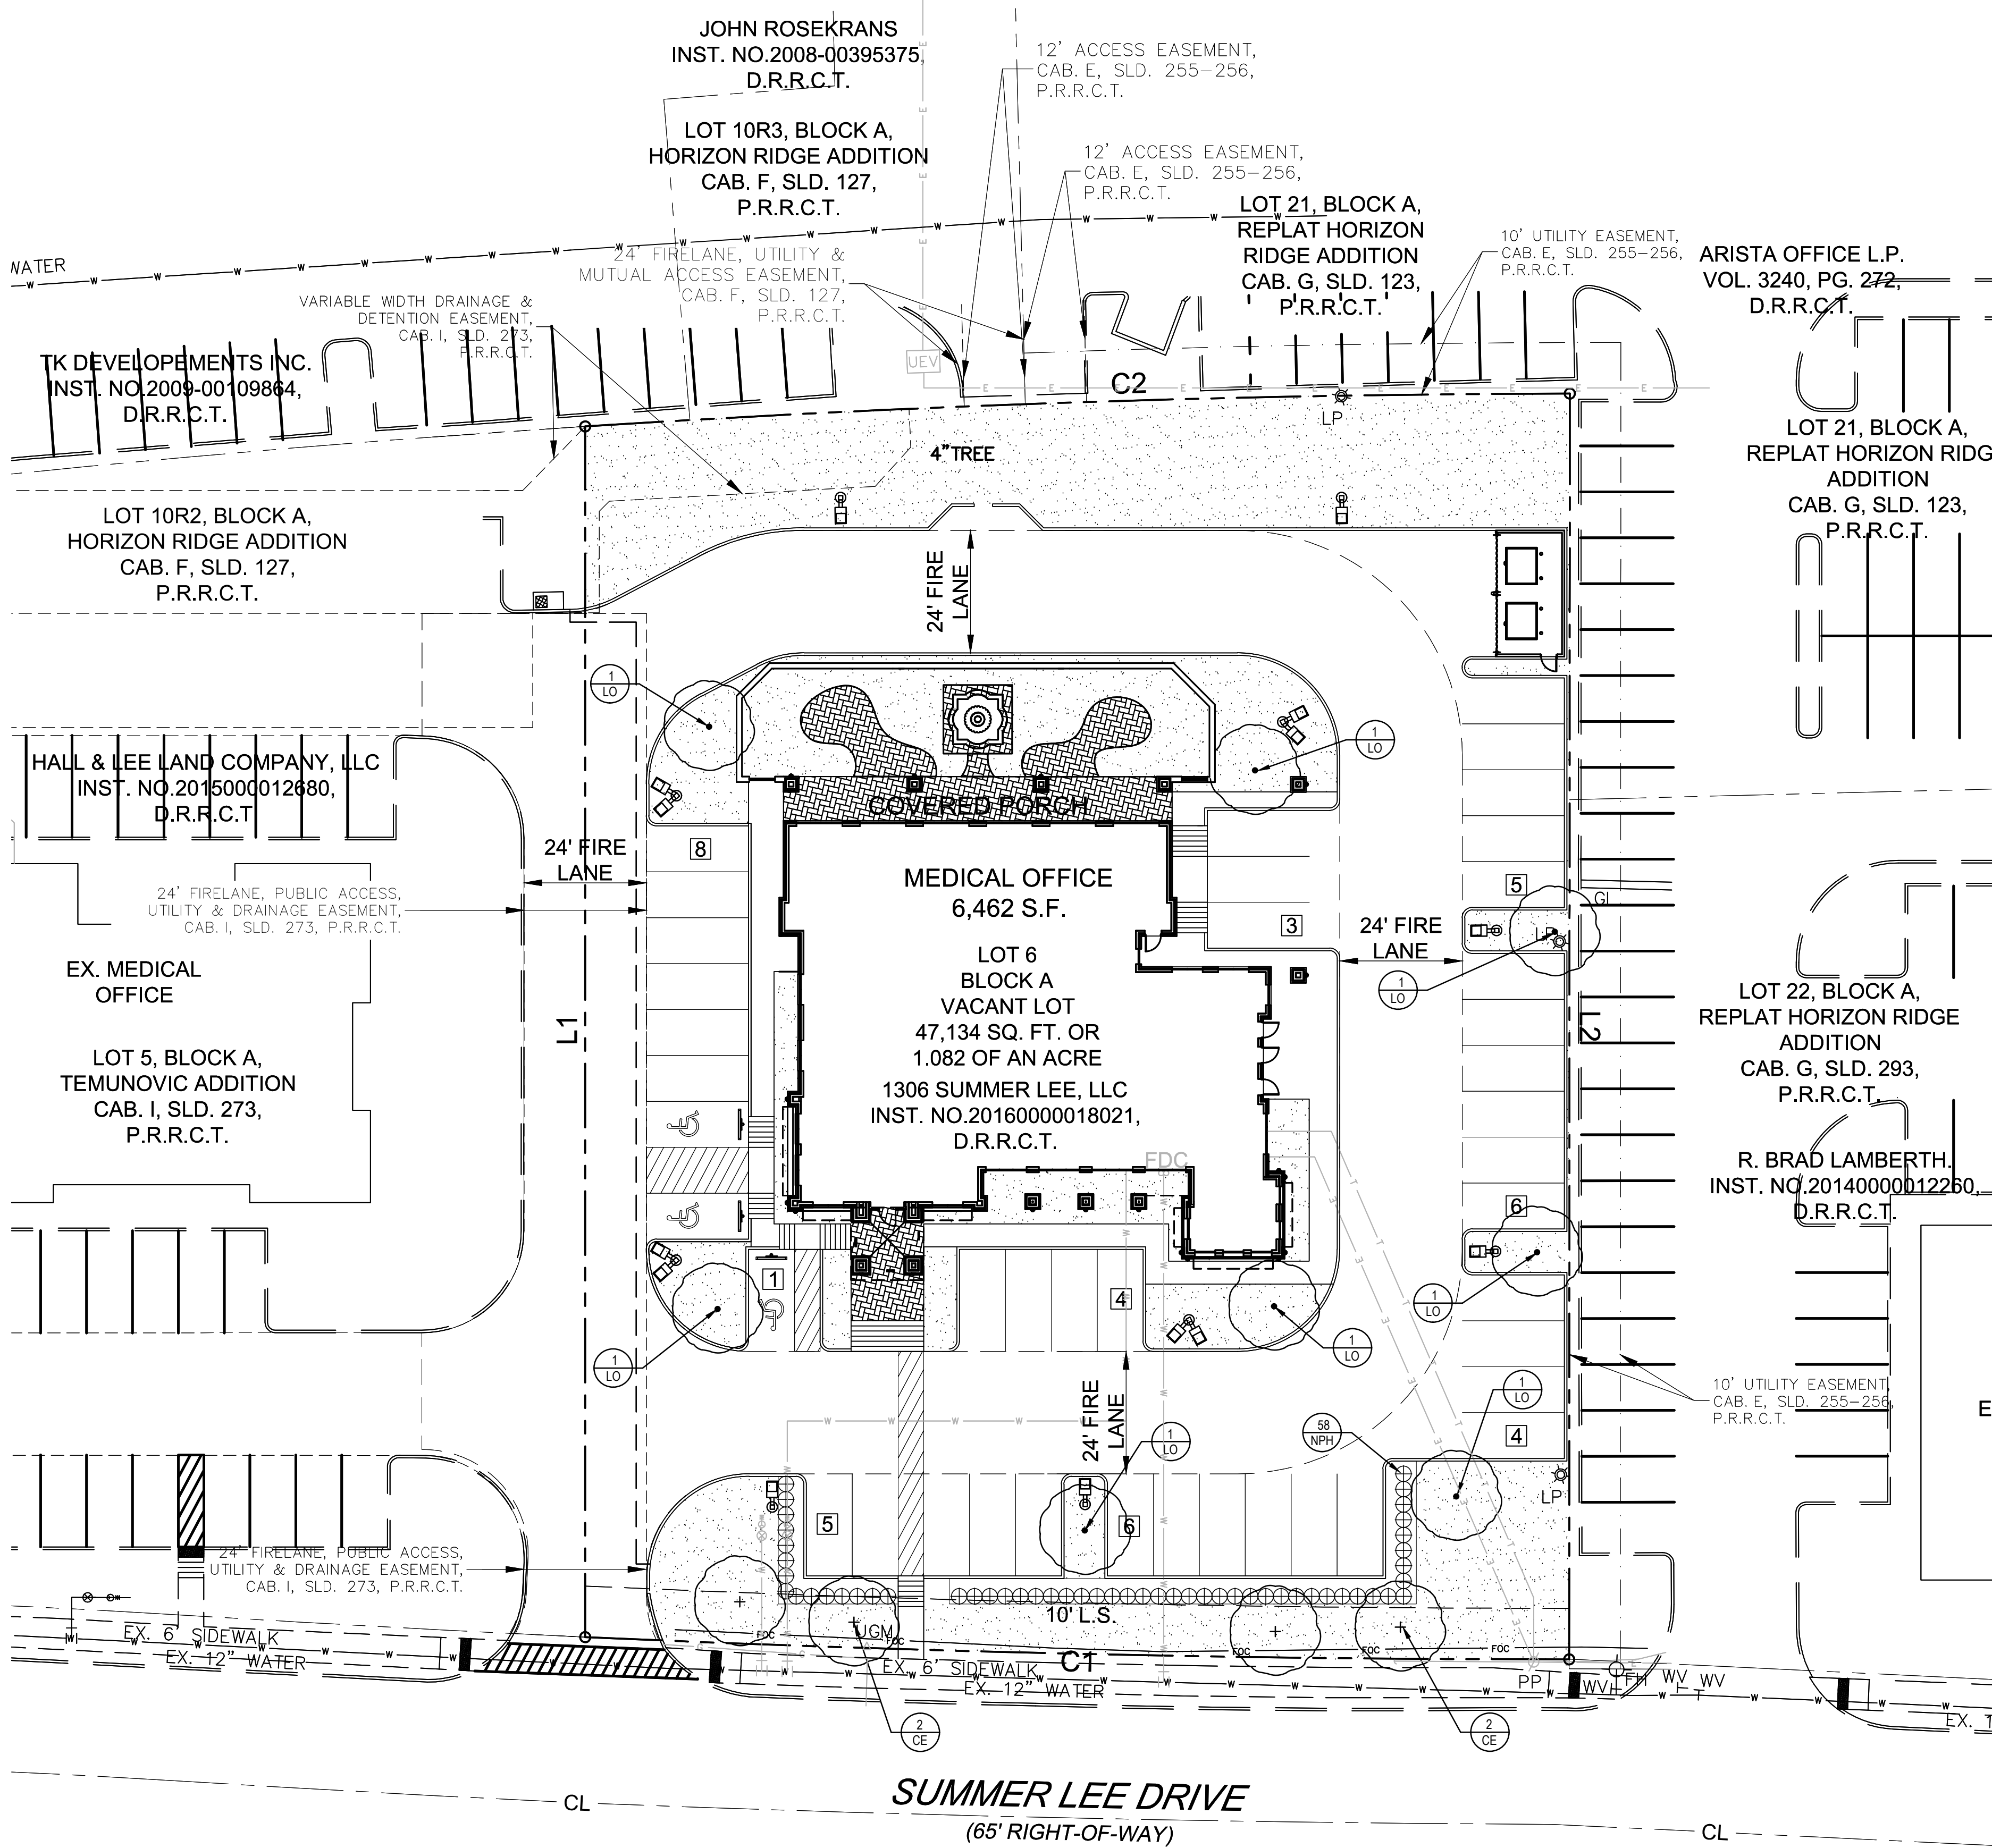 JOHN ROSEKRANS
INST. NO.2008-00395375,
D.R.R.C.T.
LOT 10R3, BLOCK A,
HORIZON RIDGE ADDITION
CAB. F, SLD. 127,
P.R.R.C.T.
12' ACCESS EASEMENT,
CAB. E, SLD. 255-256,
P.R.R.C.T.
12' ACCESS EASEMENT,
CAB. E, SLD. 255-256,
P.R.R.C.T.
LOT 21, BLOCK A,
REPLAT HORIZON
RIDGE ADDITION
CAB. G, SLD. 123,
P.R.R.C.T.
10' UTILITY EASEMENT,
CAB. E, SLD. 255-256,
P.R.R.C.T.
ARISTA OFFICE L.P.
VOL. 3240, PG. 272,
D.R.R.C.T.
WATER
24' FIRELANE, UTILITY &
MUTUAL ACCESS EASEMENT,
CAB. F, SLD. 127,
P.R.R.C.T.
VARIABLE WIDTH DRAINAGE &
DETENTION EASEMENT,
CAB. I, SLD. 273,
P.R.R.C.T.
TK DEVELOPEMENTS INC.
INST. NO.2009-00109864,
D.R.R.C.T.
UEV
C2
LP
4" TREE
LOT 21, BLOCK A,
REPLAT HORIZON RIDG
ADDITION
CAB. G, SLD. 123,
P.R.R.C.T.
LOT 10R2, BLOCK A,
HORIZON RIDGE ADDITION
CAB. F, SLD. 127,
P.R.R.C.T.
24' FIRE
LANE
1
LO
1
LO
HALL & LEE LAND COMPANY, LLC
INST. NO.2015000012680,
D.R.R.C.T.
COVERED PORCH
24' FIRE
LANE
8
MEDICAL OFFICE
6,462 S.F.
5
GI
24' FIRELANE, PUBLIC ACCESS,
UTILITY & DRAINAGE EASEMENT,
CAB. I, SLD. 273, P.R.R.C.T.
3
24' FIRE
LANE
LP
1
LO
EX. MEDICAL
OFFICE
LOT 6
BLOCK A
VACANT LOT
47,134 SQ. FT. OR
1.082 OF AN ACRE
1306 SUMMER LEE, LLC
INST. NO.20160000018021,
D.R.R.C.T.
L1
L2
LOT 22, BLOCK A,
REPLAT HORIZON RIDGE
ADDITION
CAB. G, SLD. 293,
P.R.R.C.T.
LOT 5, BLOCK A,
TEMUNOVIC ADDITION
CAB. I, SLD. 273,
P.R.R.C.T.
FDC
R. BRAD LAMBERTH.
INST. NO.20140000012260,
D.R.R.C.T.
6
1
4
1
LO
1
LO
1
LO
1
LO
10' UTILITY EASEMENT,
CAB. E, SLD. 255-256,
P.R.R.C.T.
E
24' FIRE
LANE
58
NPH
1
LO
4
LP
5
6
24' FIRELANE, PUBLIC ACCESS,
UTILITY & DRAINAGE EASEMENT,
CAB. I, SLD. 273, P.R.R.C.T.
10' L.S.
UGM
FOC
FOC
FOC
FOC
FOC
EX. 6' SIDEWALK
EX. 12" WATER
EX. 6' SIDEWALK
C1
EX. 12" WATER
PP
WV
FH
WV
WV
EX. 1
2
CE
2
CE
SUMMER LEE DRIVE
(65' RIGHT-OF-WAY)
CL
CL